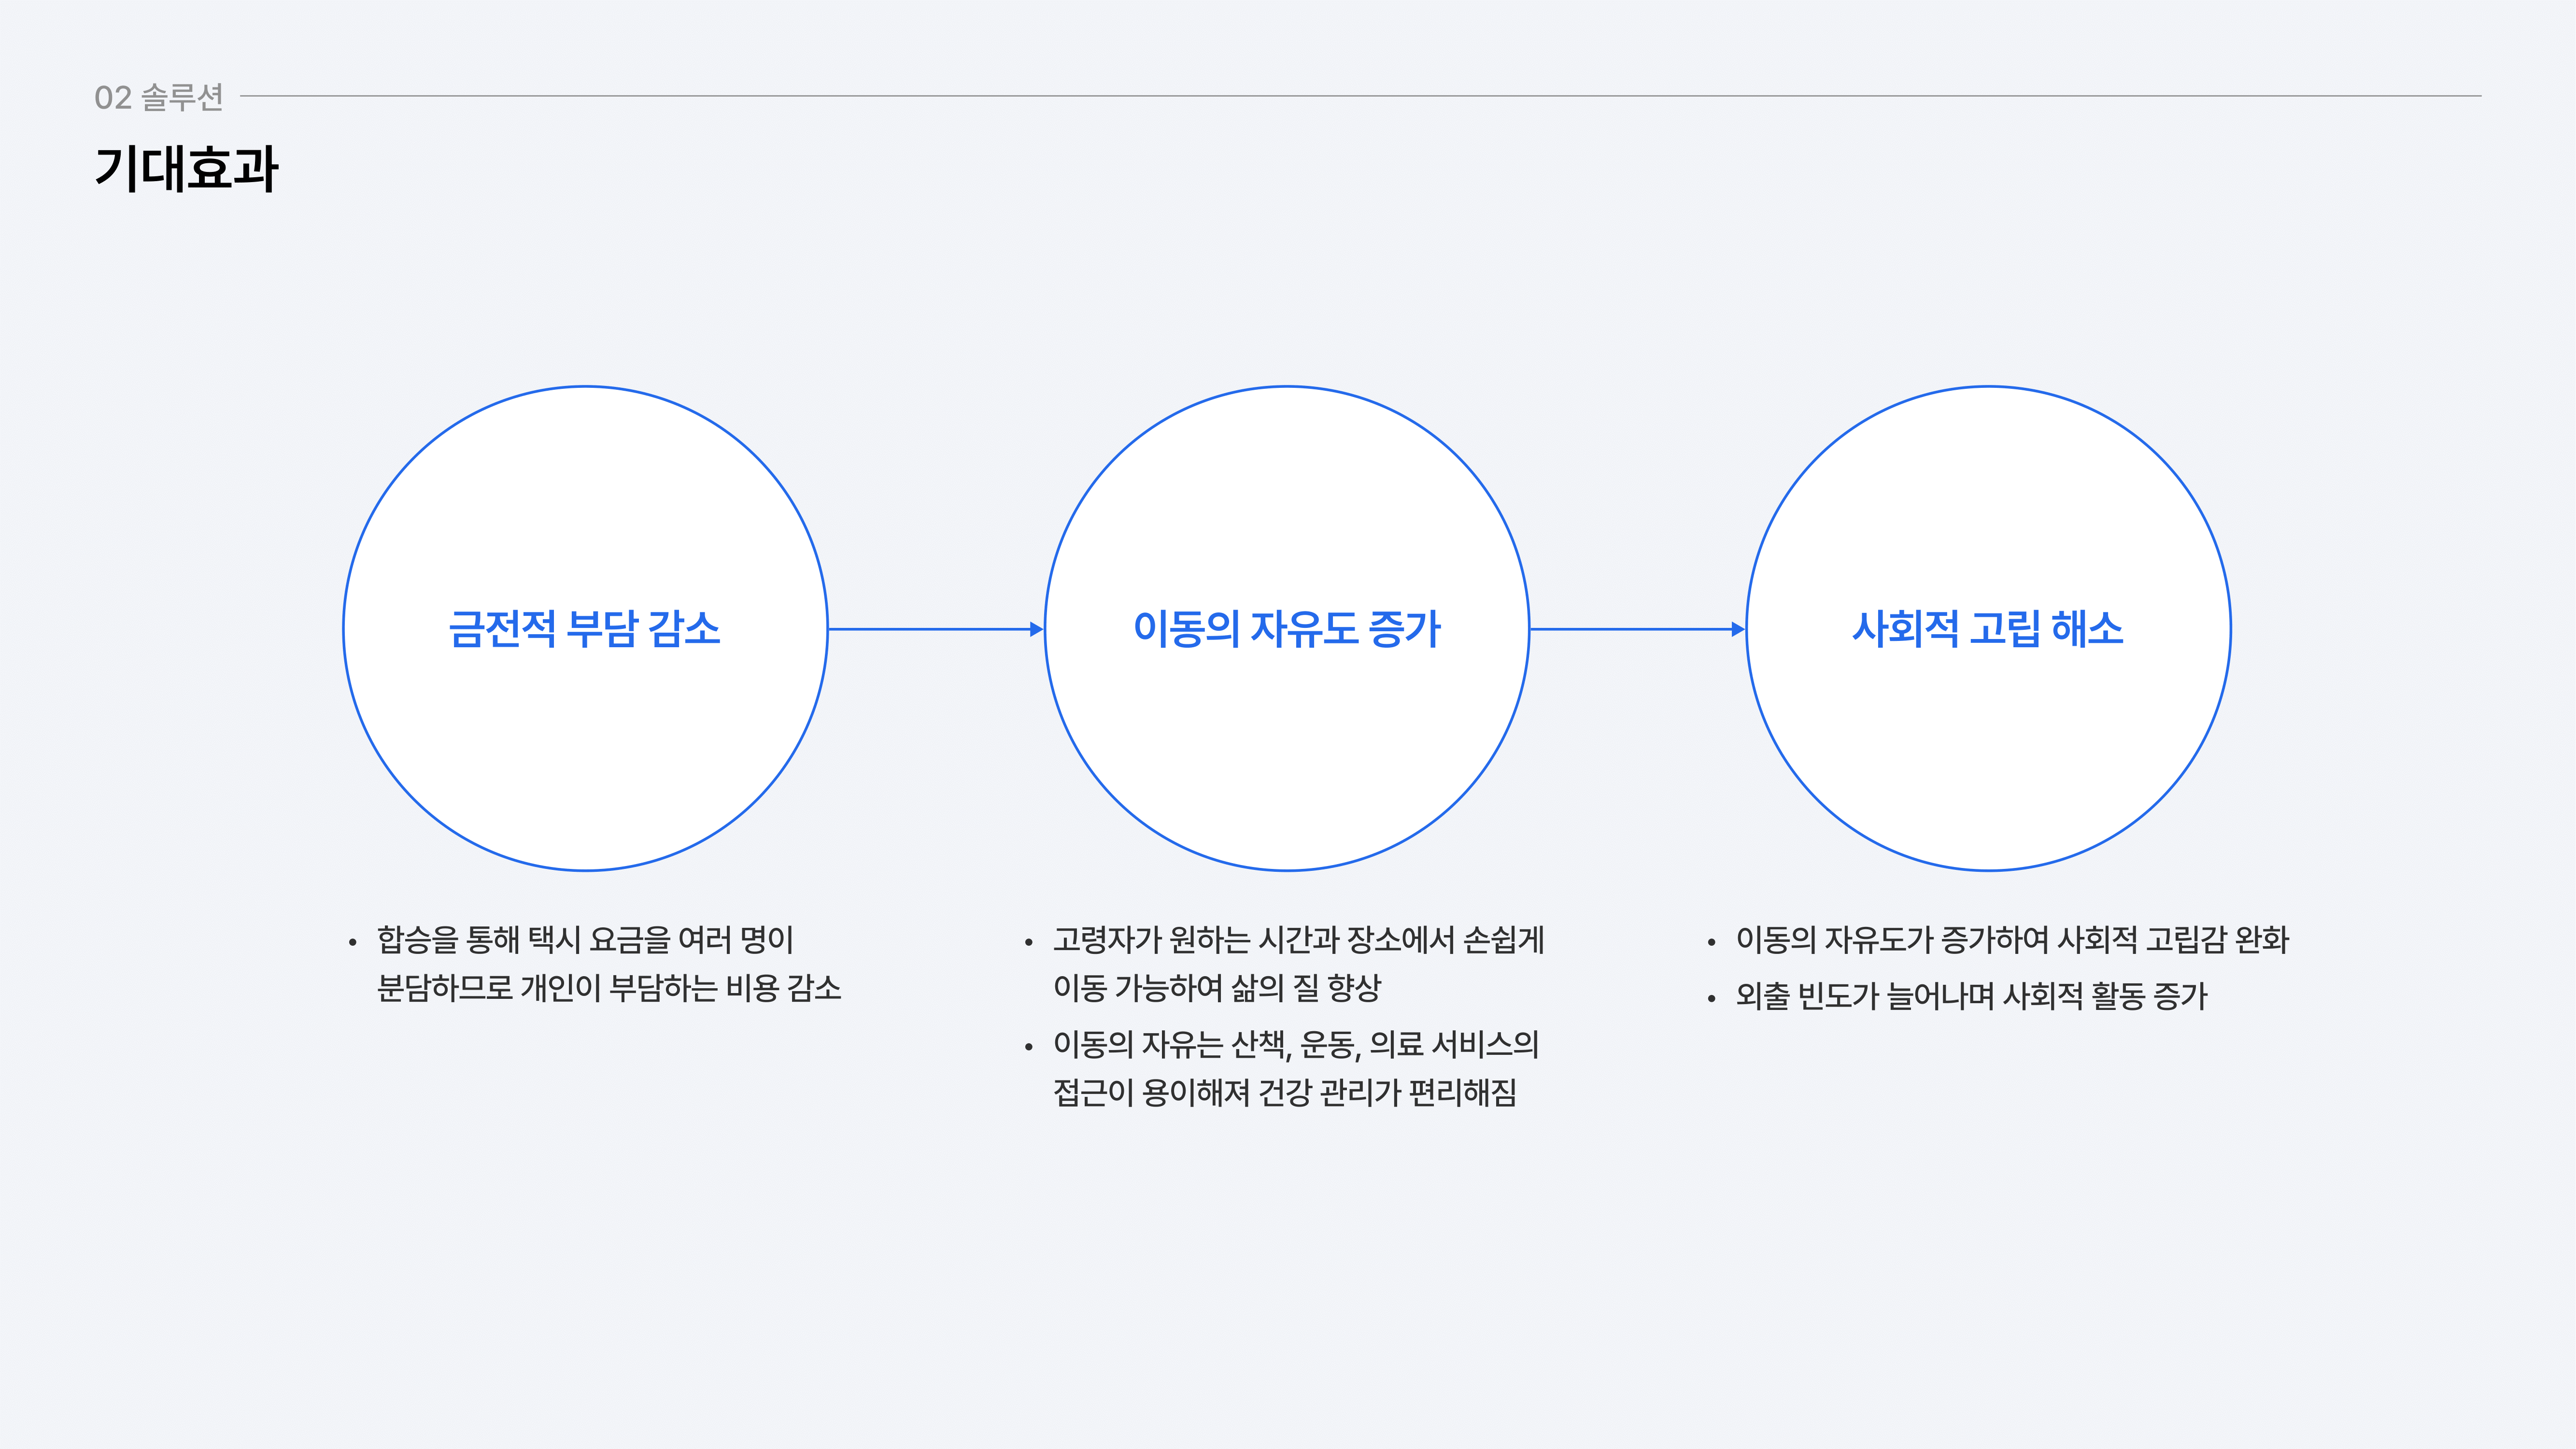 02 솔루션
기대효과
금전적 부담 감소
이동의 자유도 증가
사회적 고립 해소
• 합승을 통해 택시 요금을 여러 명이
분담하므로 개인이 부담하는 비용 감소
• 고령자가 원하는 시간과 장소에서 손쉽게
이동 가능하여 삶의 질 향상
• 이동의 자유는 산책, 운동, 의료 서비스의
접근이 용이해져 건강 관리가 편리해짐
• 이동의 자유도가 증가하여 사회적 고립감 완화
• 외출 빈도가 늘어나며 사회적 활동 증가